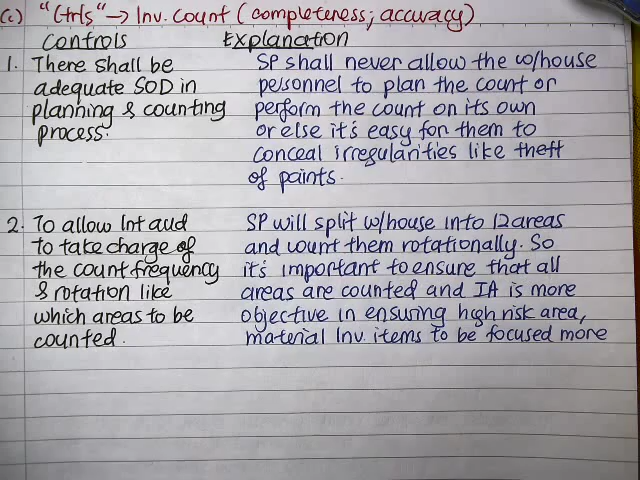 (c) "Ctrls" → Inv. Count (completeness; accuracy)
Controls Explanation
1. There shall be SP shall never allow the w/house
adequate SOD in personnel to plan the count or
planning & counting perform the count on its own
process. or else it's easy for them to
conceal irregularities like theft
of paints.
2. To allow Int aud SP will split w/house into 12 areas
to take charge of and count them rotationally. So
the count frequency it's important to ensure that all
& rotation like areas are counted and IA is more
which areas to be objective in ensuring high risk area,
counted. material Inv. items to be focused more